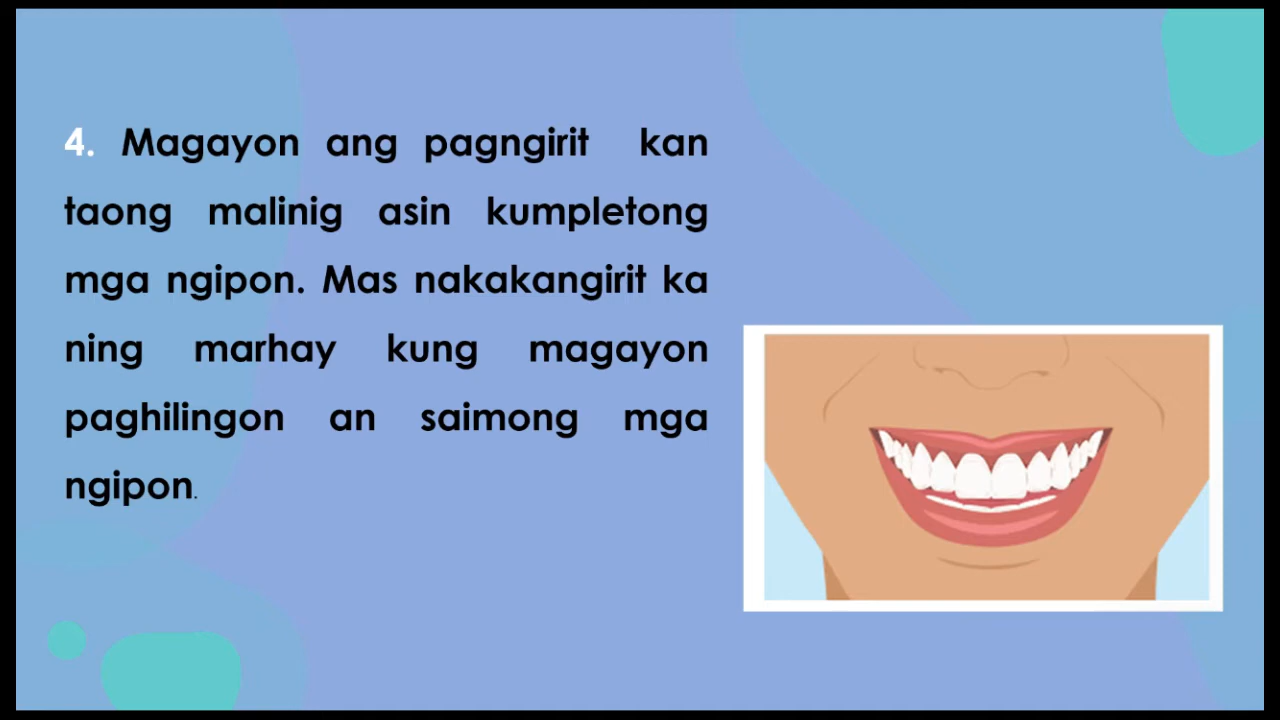 4. Magayon ang pagngirit kan
taong malinig asin kumpletong
mga ngipon. Mas nakakangirit ka
ning marhay kung magayon
paghilingon an saimong mga
ngipon.